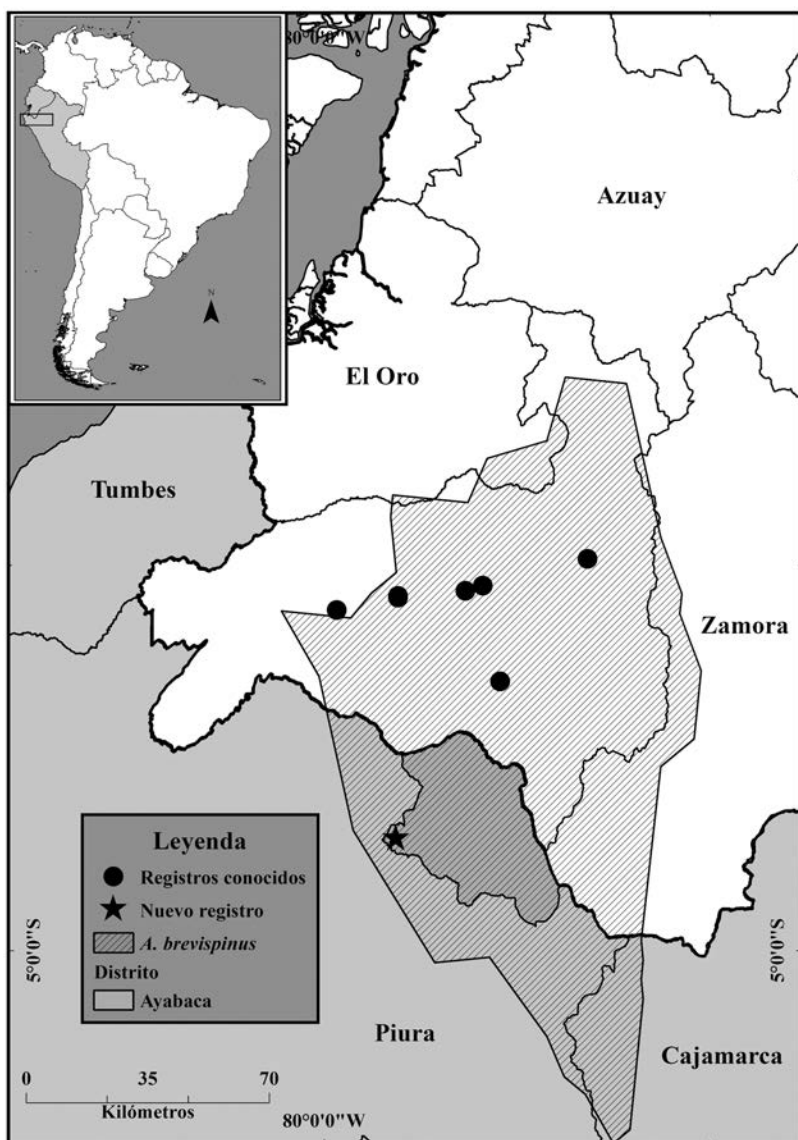 80°0'0"W
N
Azuay
El Oro
Tumbes
Zamora
Leyenda
Registros conocidos
Nuevo registro
A. brevispinus
Distrito
Ayabaca
5°0'0"S
5°0'0"S
Piura
Cajamarca
0 35 70
Kilómetros
80°0'0"W